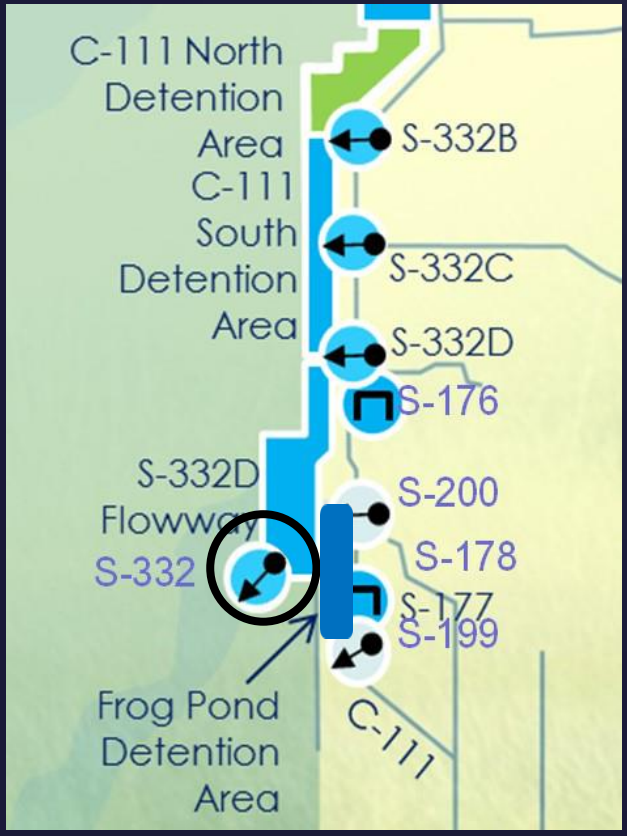 C-111 North
Detention
Area
S-332B
C-111
South
Detention
Area
S-332C
S-332D
S-176
S-332D
Flowway
S-200
S-332
S-178
S-177
S-199
Frog Pond
Detention
Area
C-111